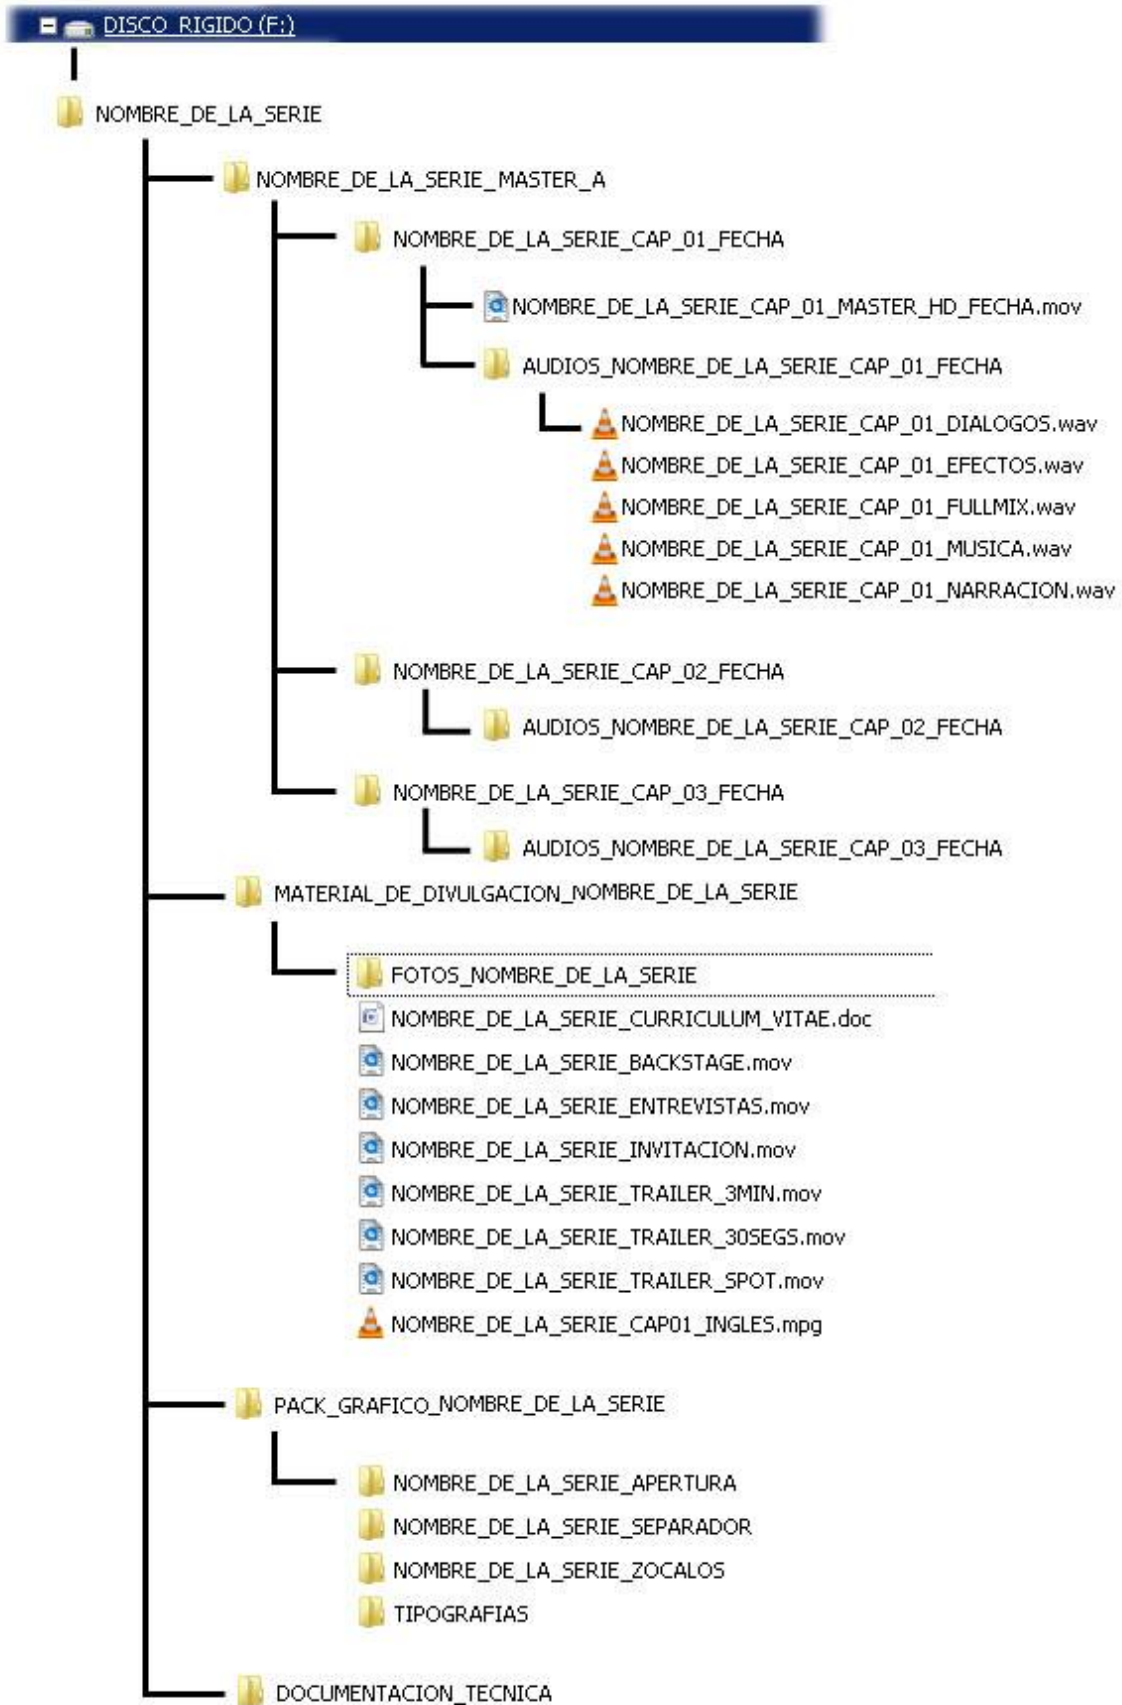 DISCO RIGIDO (F:)
NOMBRE_DE_LA_SERIE
NOMBRE_DE_LA_SERIE_MASTER_A
NOMBRE_DE_LA_SERIE_CAP_01_FECHA
NOMBRE_DE_LA_SERIE_CAP_01_MASTER_HD_FECHA.mov
AUDIOS_NOMBRE_DE_LA_SERIE_CAP_01_FECHA
NOMBRE_DE_LA_SERIE_CAP_01_DIALOGOS.wav
NOMBRE_DE_LA_SERIE_CAP_01_EFECTOS.wav
NOMBRE_DE_LA_SERIE_CAP_01_FULLMIX.wav
NOMBRE_DE_LA_SERIE_CAP_01_MUSICA.wav
NOMBRE_DE_LA_SERIE_CAP_01_NARRACION.wav
NOMBRE_DE_LA_SERIE_CAP_02_FECHA
AUDIOS_NOMBRE_DE_LA_SERIE_CAP_02_FECHA
NOMBRE_DE_LA_SERIE_CAP_03_FECHA
AUDIOS_NOMBRE_DE_LA_SERIE_CAP_03_FECHA
MATERIAL_DE_DIVULGACION_NOMBRE_DE_LA_SERIE
FOTOS_NOMBRE_DE_LA_SERIE
NOMBRE_DE_LA_SERIE_CURRICULUM_VITAE.doc
NOMBRE_DE_LA_SERIE_BACKSTAGE.mov
NOMBRE_DE_LA_SERIE_ENTREVISTAS.mov
NOMBRE_DE_LA_SERIE_INVITACION.mov
NOMBRE_DE_LA_SERIE_TRAILER_3MIN.mov
NOMBRE_DE_LA_SERIE_TRAILER_30SEGS.mov
NOMBRE_DE_LA_SERIE_TRAILER_SPOT.mov
NOMBRE_DE_LA_SERIE_CAP01_INGLES.mpg
PACK_GRAFICO_NOMBRE_DE_LA_SERIE
NOMBRE_DE_LA_SERIE_APERTURA
NOMBRE_DE_LA_SERIE_SEPARADOR
NOMBRE_DE_LA_SERIE_ZOCALOS
TIPOGRAFIAS
DOCUMENTACION_TECNICA